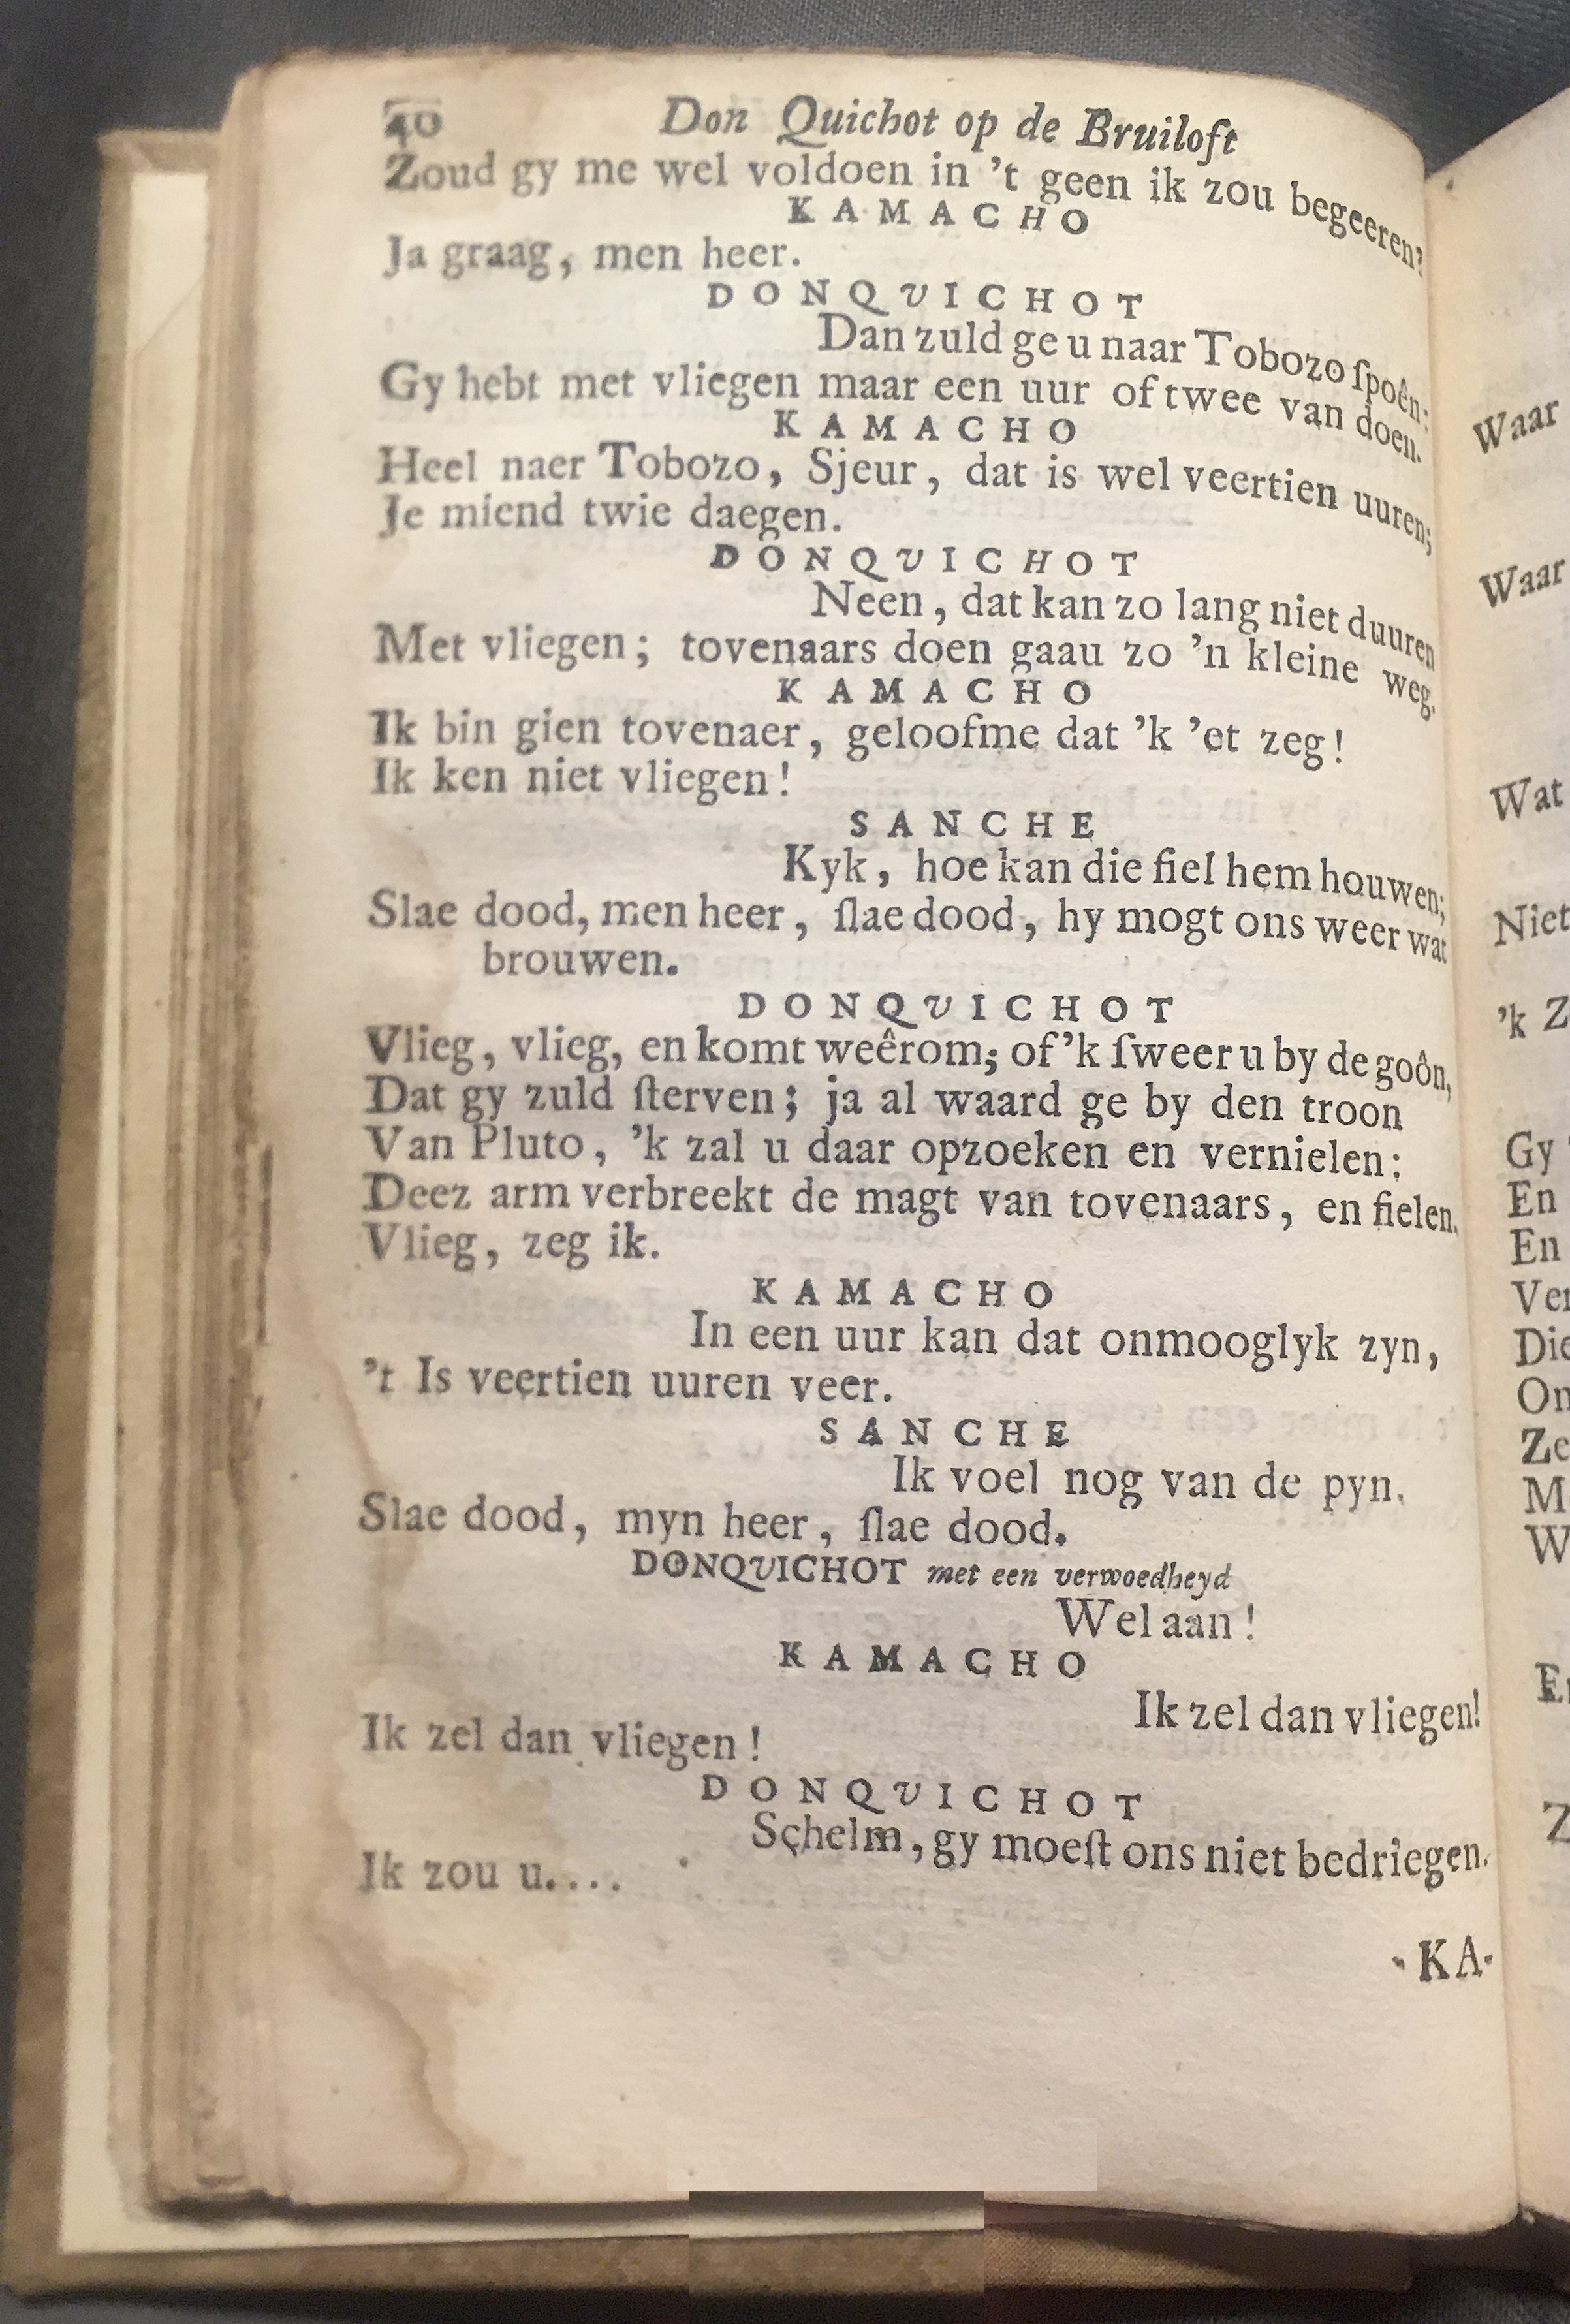 40 Don Quichot op de Bruiloft
Zoud gy me wel voldoen in 't geen ik zou begeeren?
KAMACHO
Ja graag, men heer.
DONQVICHOT
Dan zuld ge u naar Tobozo ſpoên:
Gy hebt met vliegen maar een uur of twee van doen.
KAMACHO
Heel naer Tobozo, Sjeur, dat is wel veertien uuren;
Je miend twie daegen.
DONQVICHOT
Neen, dat kan zo lang niet duuren
Met vliegen; tovenaars doen gaau zo 'n kleine weg.
KAMACHO
Ik bin gien tovenaer, geloofme dat 'k 'et zeg!
Ik ken niet vliegen!
SANCHE
Kyk, hoe kan die fiel hem houwen;
Slae dood, men heer, ſlae dood, hy mogt ons weer wat
brouwen.
DONQVICHOT
Vlieg, vlieg, en komt weêrom; of 'k ſweer u by de goôn,
Dat gy zuld ſterven; ja al waard ge by den troon
Van Pluto, 'k zal u daar opzoeken en vernielen:
Deez arm verbreekt de magt van tovenaars, en fielen.
Vlieg, zeg ik.
KAMACHO
In een uur kan dat onmooglyk zyn,
't Is veertien uuren veer.
SANCHE
Ik voel nog van de pyn.
Slae dood, myn heer, ſlae dood.
DONQVICHOT met een verwoedheyd
Wel aan!
KAMACHO
Ik zel dan vliegen!
Ik zel dan vliegen!
DONQVICHOT
Schelm, gy moeſt ons niet bedriegen.
Ik zou u....
KA-
Waar
Waar
Wat
Niet
'k Z
Gy
En
En
Ver
Die
On
Ze
M
W
En
Z